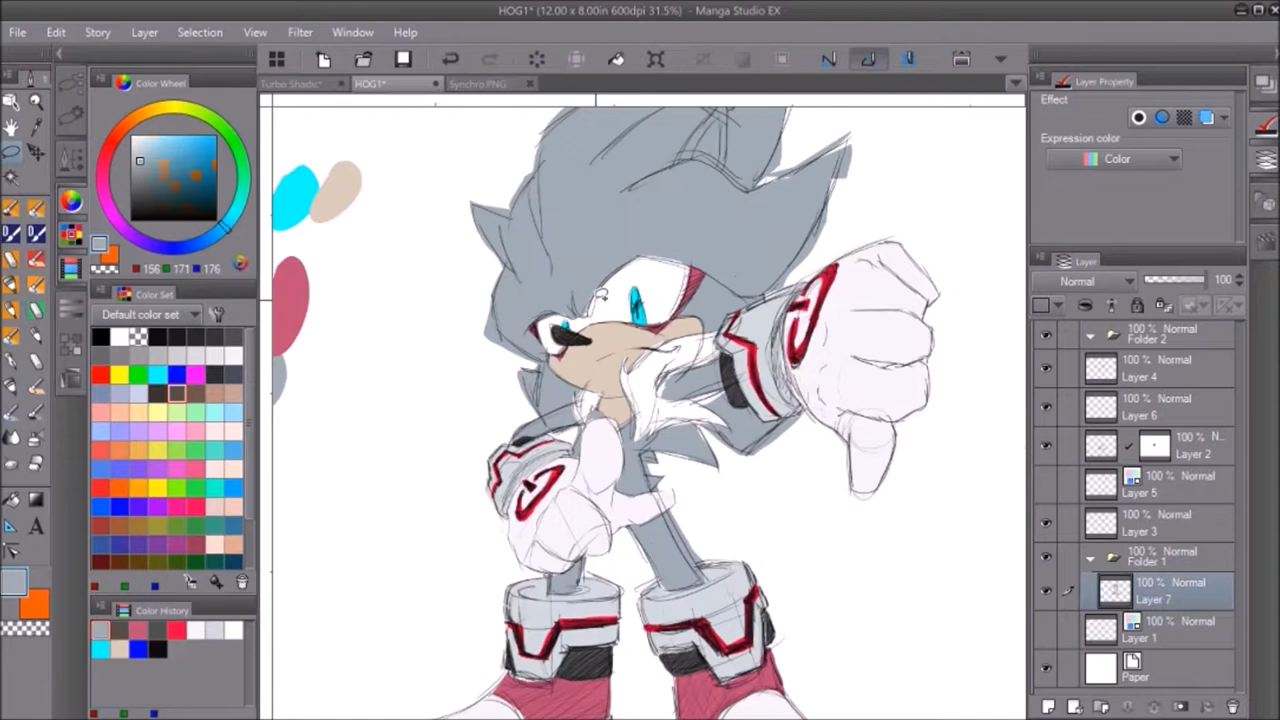 HOG1* (12.00 x 8.00in 600dpi 31.5%) - Manga Studio EX
File Edit Story Layer Selection View Filter Window Help
Turbo Shadic* HOG1* Synchro.PNG
Color Wheel
156 171 176
Color Set
Default color set
Color History
Layer Property
Effect
Expression color
Color
Layer
Normal 100
100 % Normal
Folder 2
100 % Normal
Layer 4
100 % Normal
Layer 6
100 % N...
Layer 2
100 % Normal
Layer 5
100 % Normal
Layer 3
100 % Normal
Folder 1
100 % Normal
Layer 7
100 % Normal
Layer 1
Paper
A